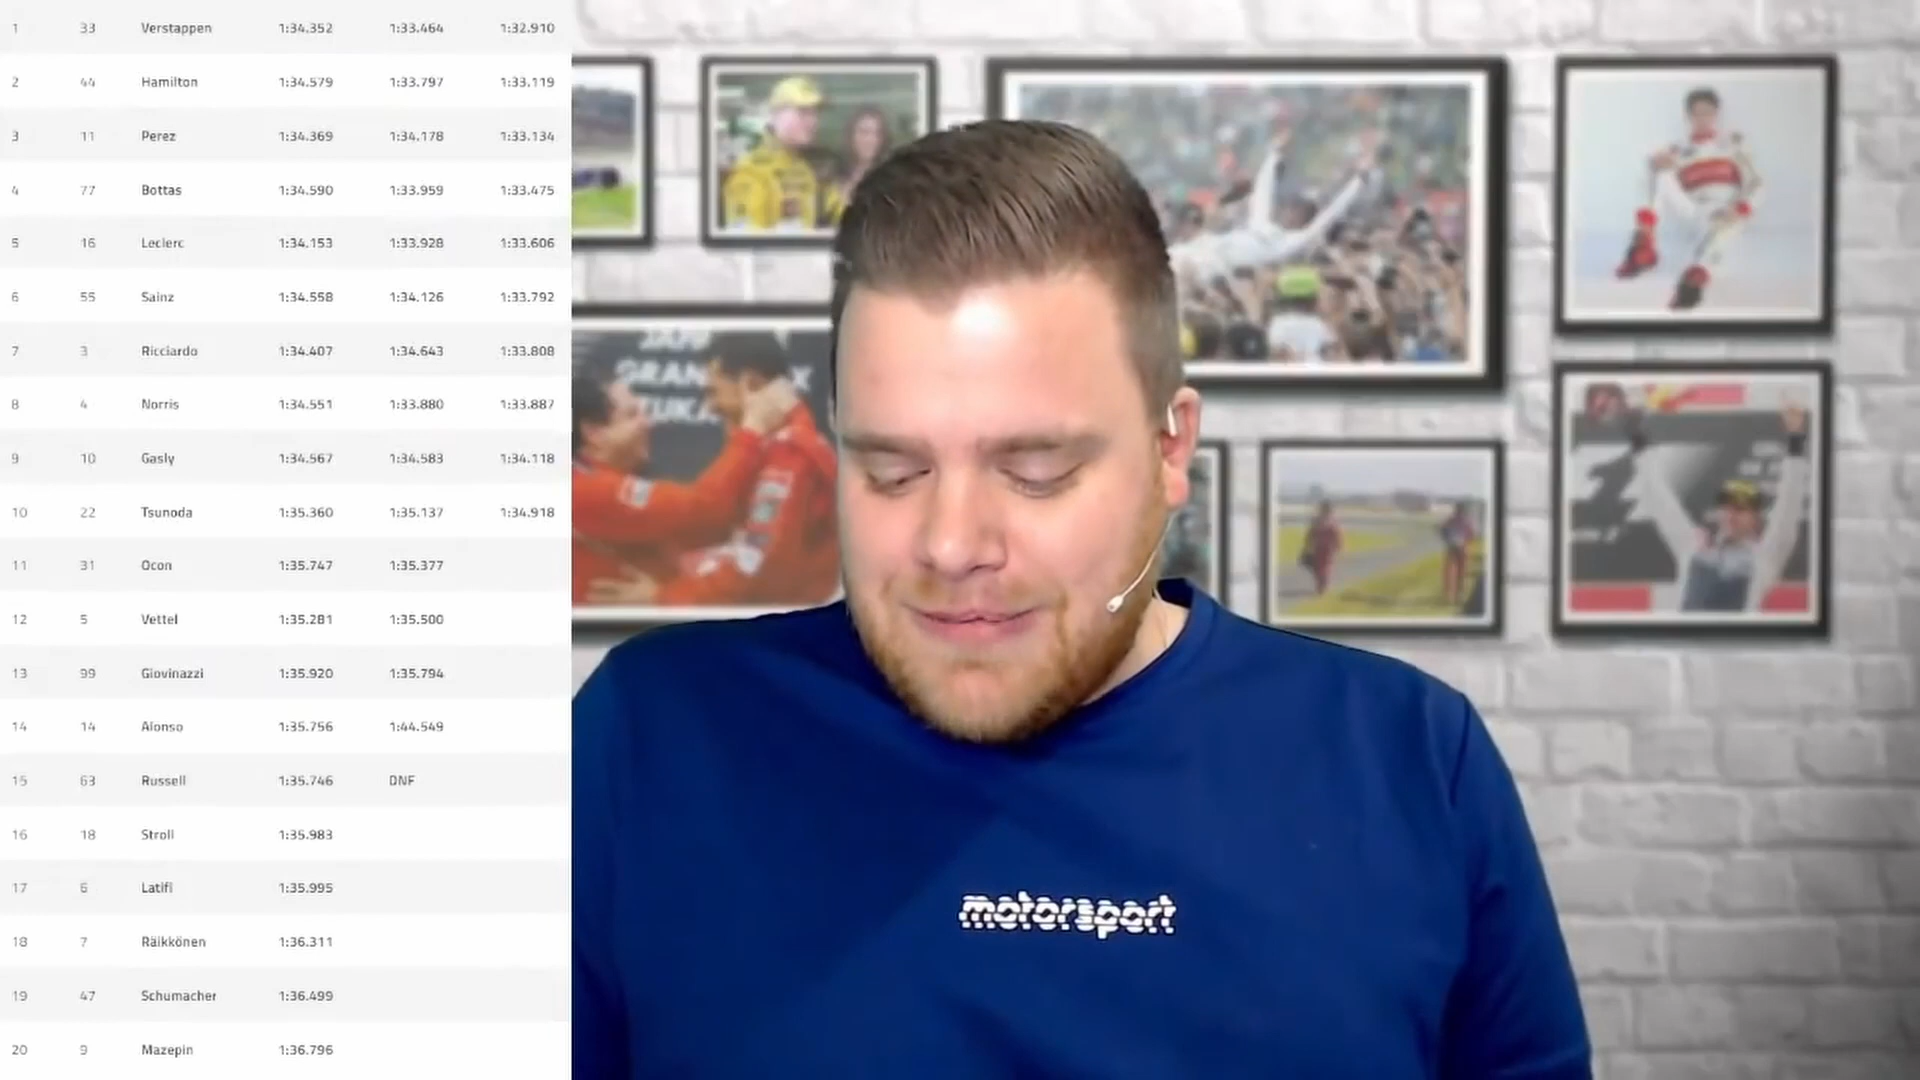 1 33 Verstappen 1:34.352 1:33.464 1:32.910
2 44 Hamilton 1:34.579 1:33.797 1:33.119
3 11 Perez 1:34.369 1:34.178 1:33.134
4 77 Bottas 1:34.590 1:33.959 1:33.475
5 16 Leclerc 1:34.153 1:33.928 1:33.606
6 55 Sainz 1:34.558 1:34.126 1:33.792
7 3 Ricciardo 1:34.407 1:34.643 1:33.808
8 4 Norris 1:34.551 1:33.880 1:33.887
9 10 Gasly 1:34.567 1:34.583 1:34.118
10 22 Tsunoda 1:35.360 1:35.137 1:34.918
11 31 Ocon 1:35.747 1:35.377
12 5 Vettel 1:35.281 1:35.500
13 99 Giovinazzi 1:35.920 1:35.794
14 14 Alonso 1:35.756 1:44.549
15 63 Russell 1:35.746 DNF
16 18 Stroll 1:35.983
17 6 Latifi 1:35.995
18 7 Räikkönen 1:36.311
19 47 Schumacher 1:36.499
20 9 Mazepin 1:36.796
motorsport